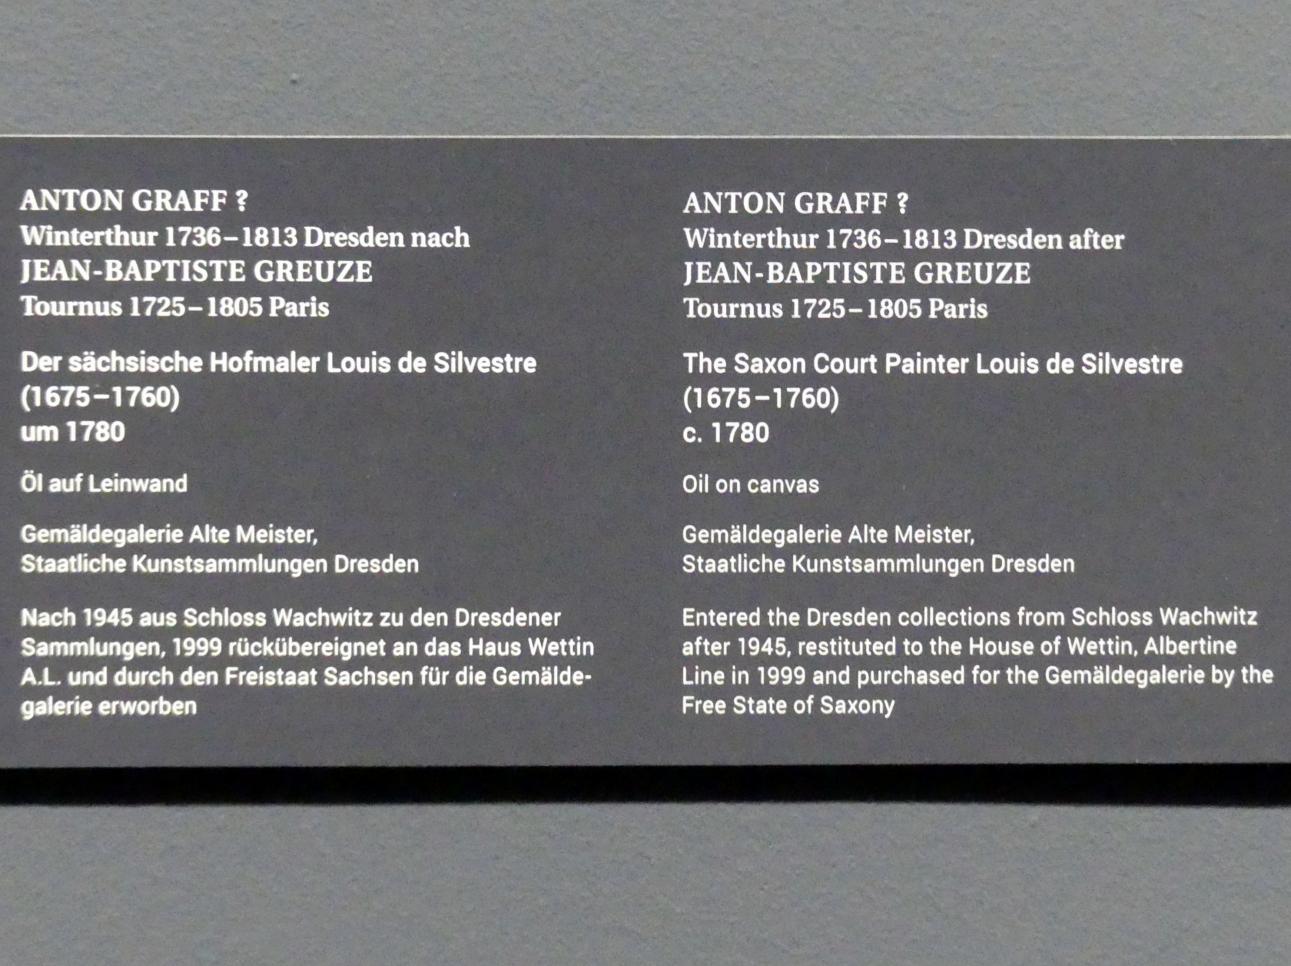 ANTON GRAFF ?
Winterthur 1736–1813 Dresden nach
JEAN-BAPTISTE GREUZE
Tournus 1725–1805 Paris
Der sächsische Hofmaler Louis de Silvestre
(1675–1760)
um 1780
Öl auf Leinwand
Gemäldegalerie Alte Meister,
Staatliche Kunstsammlungen Dresden
Nach 1945 aus Schloss Wachwitz zu den Dresdener
Sammlungen, 1999 rückübereignet an das Haus Wettin
A.L. und durch den Freistaat Sachsen für die Gemälde-
galerie erworben
ANTON GRAFF ?
Winterthur 1736–1813 Dresden after
JEAN-BAPTISTE GREUZE
Tournus 1725–1805 Paris
The Saxon Court Painter Louis de Silvestre
(1675–1760)
c. 1780
Oil on canvas
Gemäldegalerie Alte Meister,
Staatliche Kunstsammlungen Dresden
Entered the Dresden collections from Schloss Wachwitz
after 1945, restituted to the House of Wettin, Albertine
Line in 1999 and purchased for the Gemäldegalerie by the
Free State of Saxony